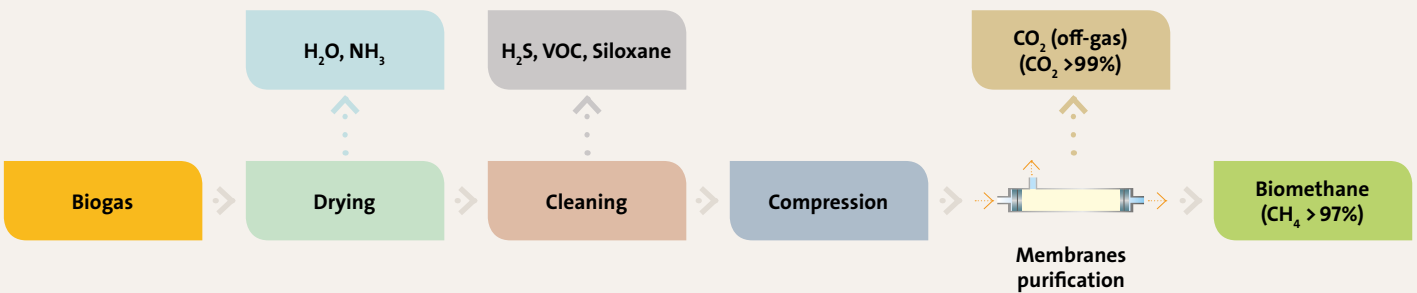 H₂O, NH₃
H₂S, VOC, Siloxane
CO₂ (off-gas)
(CO₂ >99%)
Biogas
Drying
Cleaning
Compression
Membranes
purification
Biomethane
(CH₄ > 97%)